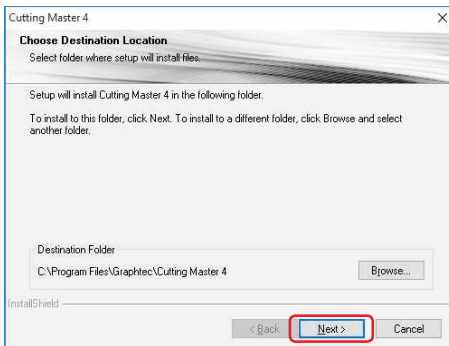 Cutting Master 4
Choose Destination Location
Select folder where setup will install files.
Setup will install Cutting Master 4 in the following folder.
To install to this folder, click Next. To install to a different folder, click Browse and select
another folder.
Destination Folder
C:\Program Files\Graphtec\Cutting Master 4
Browse...
InstallShield
< Back
Next >
Cancel